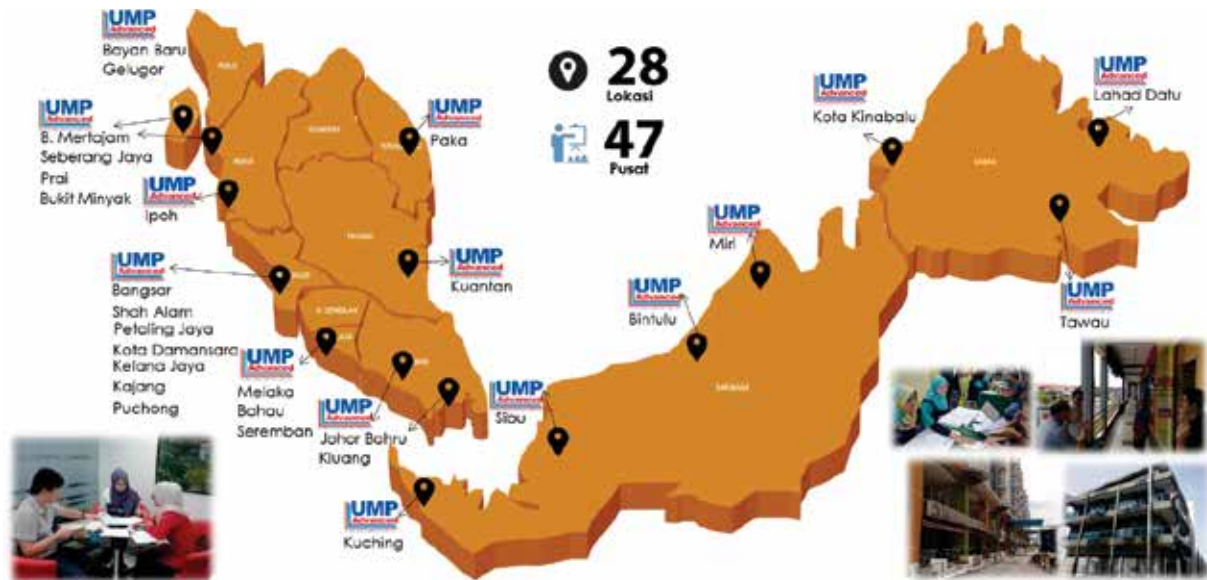 UMP
Advanced
Bayan Baru
Gelugor
UMP
Advanced
B. Mertajam
Seberang Jaya
Prai
Bukit Minyak
UMP
Advanced
Ipoh
UMP
Advanced
Bangsar
Shah Alam
Petaling Jaya
Kota Damansara
Kelana Jaya
Kajang
Puchong
UMP
Advanced
Melaka
Bahau
Seremban
UMP
Advanced
Johor Bahru
Kluang
UMP
Advanced
Paka
UMP
Advanced
Kuantan
28
Lokasi
47
Pusat
UMP
Advanced
Kuching
UMP
Advanced
Sibu
UMP
Advanced
Bintulu
UMP
Advanced
Miri
UMP
Advanced
Kota Kinabalu
UMP
Advanced
Lahad Datu
UMP
Advanced
Tawau